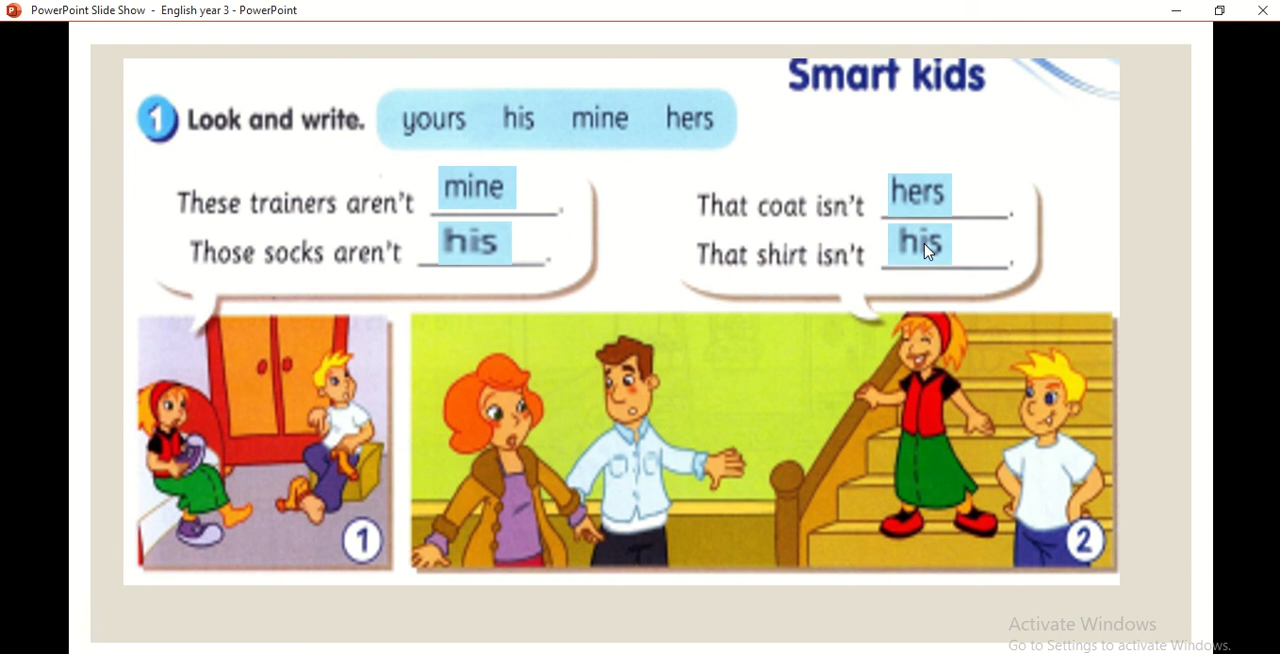 PowerPoint Slide Show - English year 3 - PowerPoint
Smart kids
1 Look and write. yours his mine hers
These trainers aren't mine.
Those socks aren't his.
That coat isn't hers.
That shirt isn't his.
1
2
Activate Windows
Go to Settings to activate Windows.